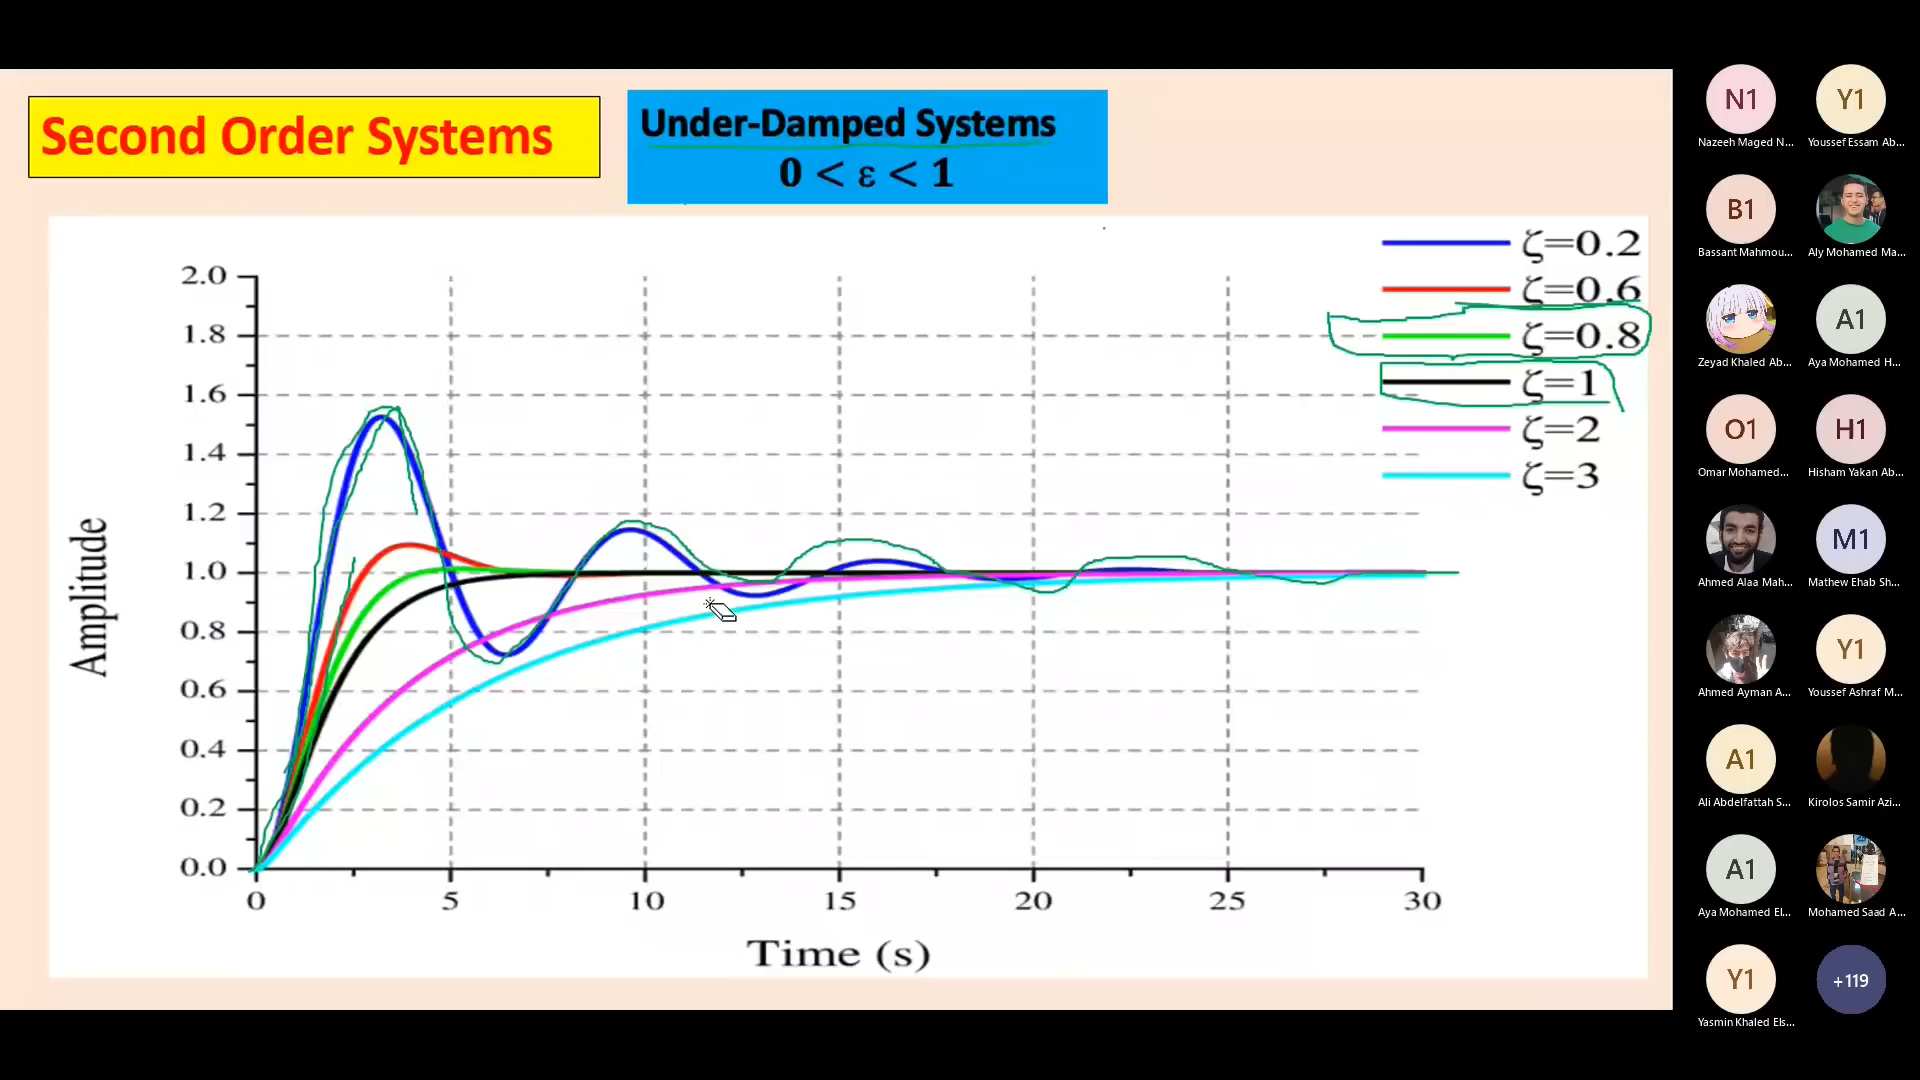 Second Order Systems
Under-Damped Systems
0 < ε < 1
ζ=0.2
ζ=0.6
ζ=0.8
ζ=1
ζ=2
ζ=3
2.0
1.8
1.6
1.4
1.2
1.0
0.8
0.6
0.4
0.2
0.0
Amplitude
0 5 10 15 20 25 30
Time (s)
N1 Y1
Nazeeh Maged N... Youssef Essam Ab...
B1
Bassant Mahmou... Aly Mohamed Ma...
A1
Zeyad Khaled Ab... Aya Mohamed H...
O1 H1
Omar Mohamed... Hisham Yakan Ab...
M1
Ahmed Alaa Mah... Mathew Ehab Sh...
Y1
Ahmed Ayman A... Youssef Ashraf M...
A1
Ali Abdelfattah S... Kirolos Samir Azi...
A1
Aya Mohamed El... Mohamed Saad A...
Y1 +119
Yasmin Khaled Els...